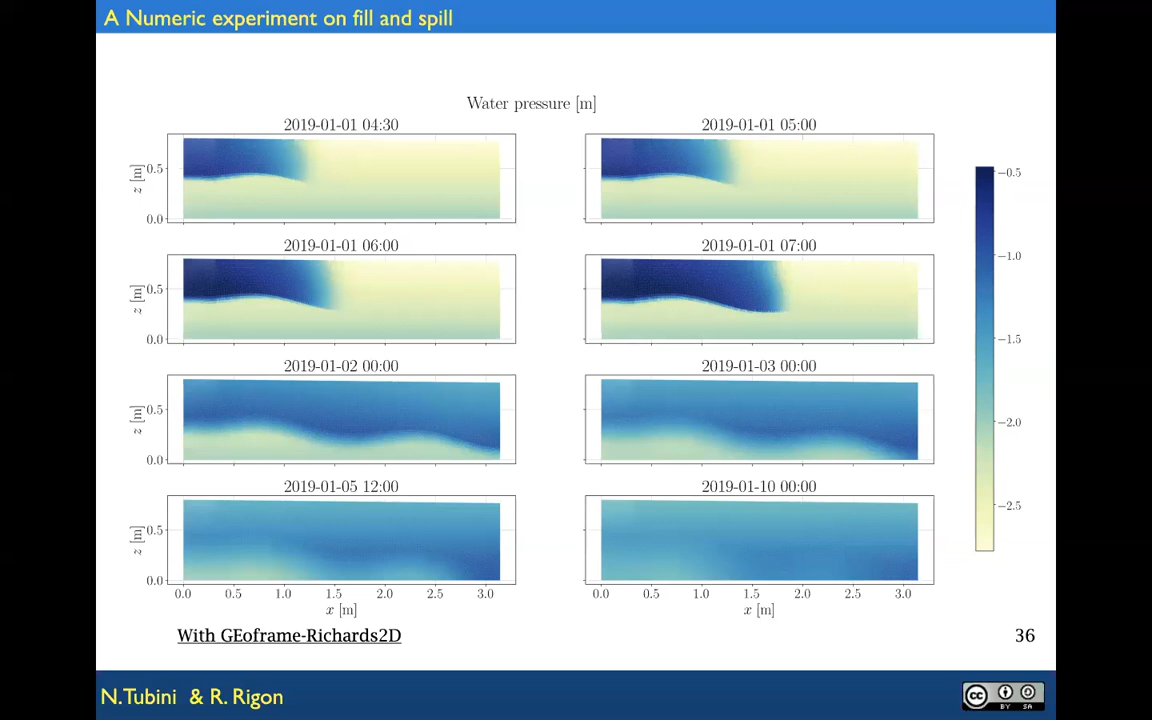 A Numeric experiment on fill and spill
Water pressure [m]
2019-01-01 04:30
2019-01-01 05:00
z [m]
0.5
0.0
−0.5
2019-01-01 06:00
2019-01-01 07:00
−1.0
z [m]
0.5
0.0
−1.5
2019-01-02 00:00
2019-01-03 00:00
z [m]
0.5
0.0
−2.0
2019-01-05 12:00
2019-01-10 00:00
−2.5
z [m]
0.5
0.0
0.0 0.5 1.0 1.5 2.0 2.5 3.0
0.0 0.5 1.0 1.5 2.0 2.5 3.0
x [m]
x [m]
With GEoframe-Richards2D
36
N.Tubini & R. Rigon
cc BY SA